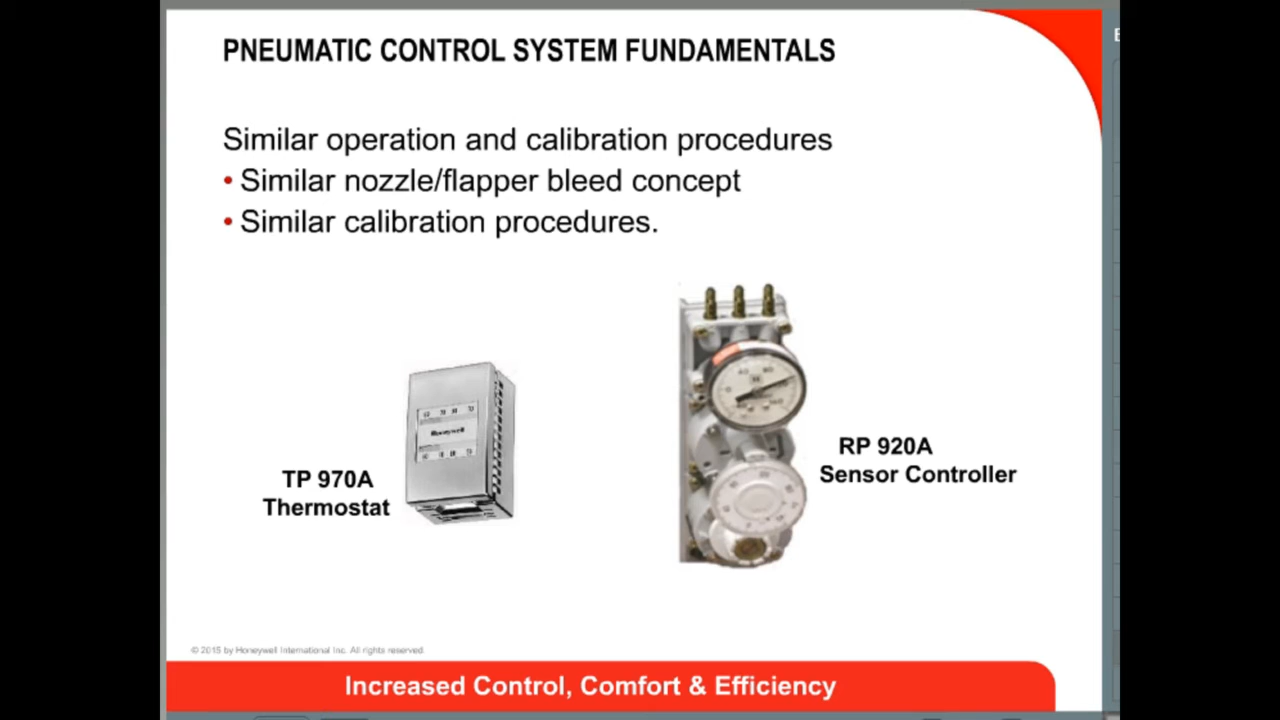 PNEUMATIC CONTROL SYSTEM FUNDAMENTALS
Similar operation and calibration procedures
• Similar nozzle/flapper bleed concept
• Similar calibration procedures.
Honeywell
TP 970A
Thermostat
RP 920A
Sensor Controller
© 2015 by Honeywell International Inc. All rights reserved.
Increased Control, Comfort & Efficiency